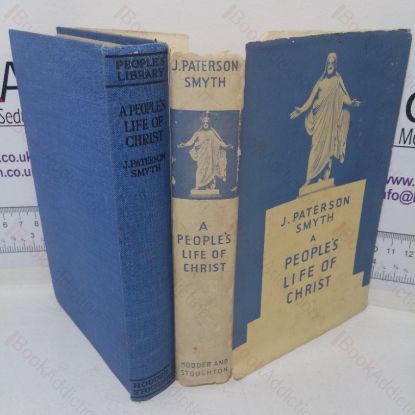 PEOPLE'S
LIBRARY
A PEOPLE'S
LIFE OF
CHRIST
J. PATERSON
SMYTH
J. PATERSON
SMYTH
A
PEOPLE'S
LIFE OF
CHRIST
HODDER AND
STOUGHTON
J. PATERSON
SMYTH
A
PEOPLE'S
LIFE OF
CHRIST